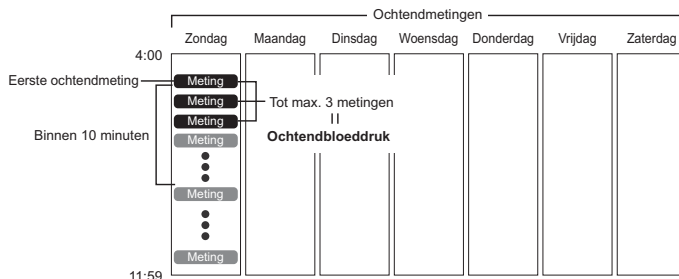 Ochtendmetingen
Zondag Maandag Dinsdag Woensdag Donderdag Vrijdag Zaterdag
4:00
Eerste ochtendmeting
Meting
Meting
Tot max. 3 metingen
Meting
Binnen 10 minuten
Meting
Ochtendbloeddruk
Meting
Meting
11:59